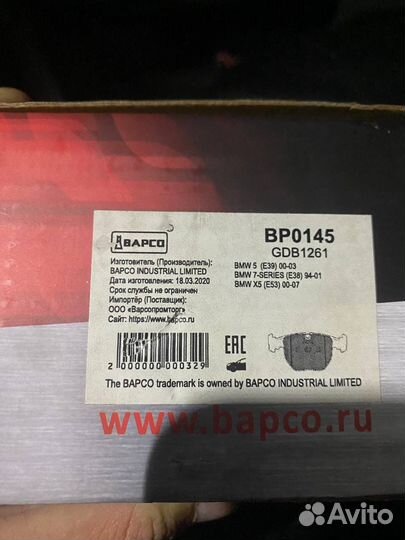 BAPCO
BAPCO
BP0145
GDB1261
Изготовитель (Производитель):
BAPCO INDUSTRIAL LIMITED
Дата изготовления: 18.03.2020
Срок службы не ограничен
Импортёр (Поставщик):
ООО «Варсопромторг»
Сайт: https://www.bapco.ru
BMW 5 (E39) 00-03
BMW 7-SERIES (E38) 94-01
BMW X5 (E53) 00-07
2 000000 000329
EAC
The BAPCO trademark is owned by BAPCO INDUSTRIAL LIMITED
www.bapco.ru
Avito